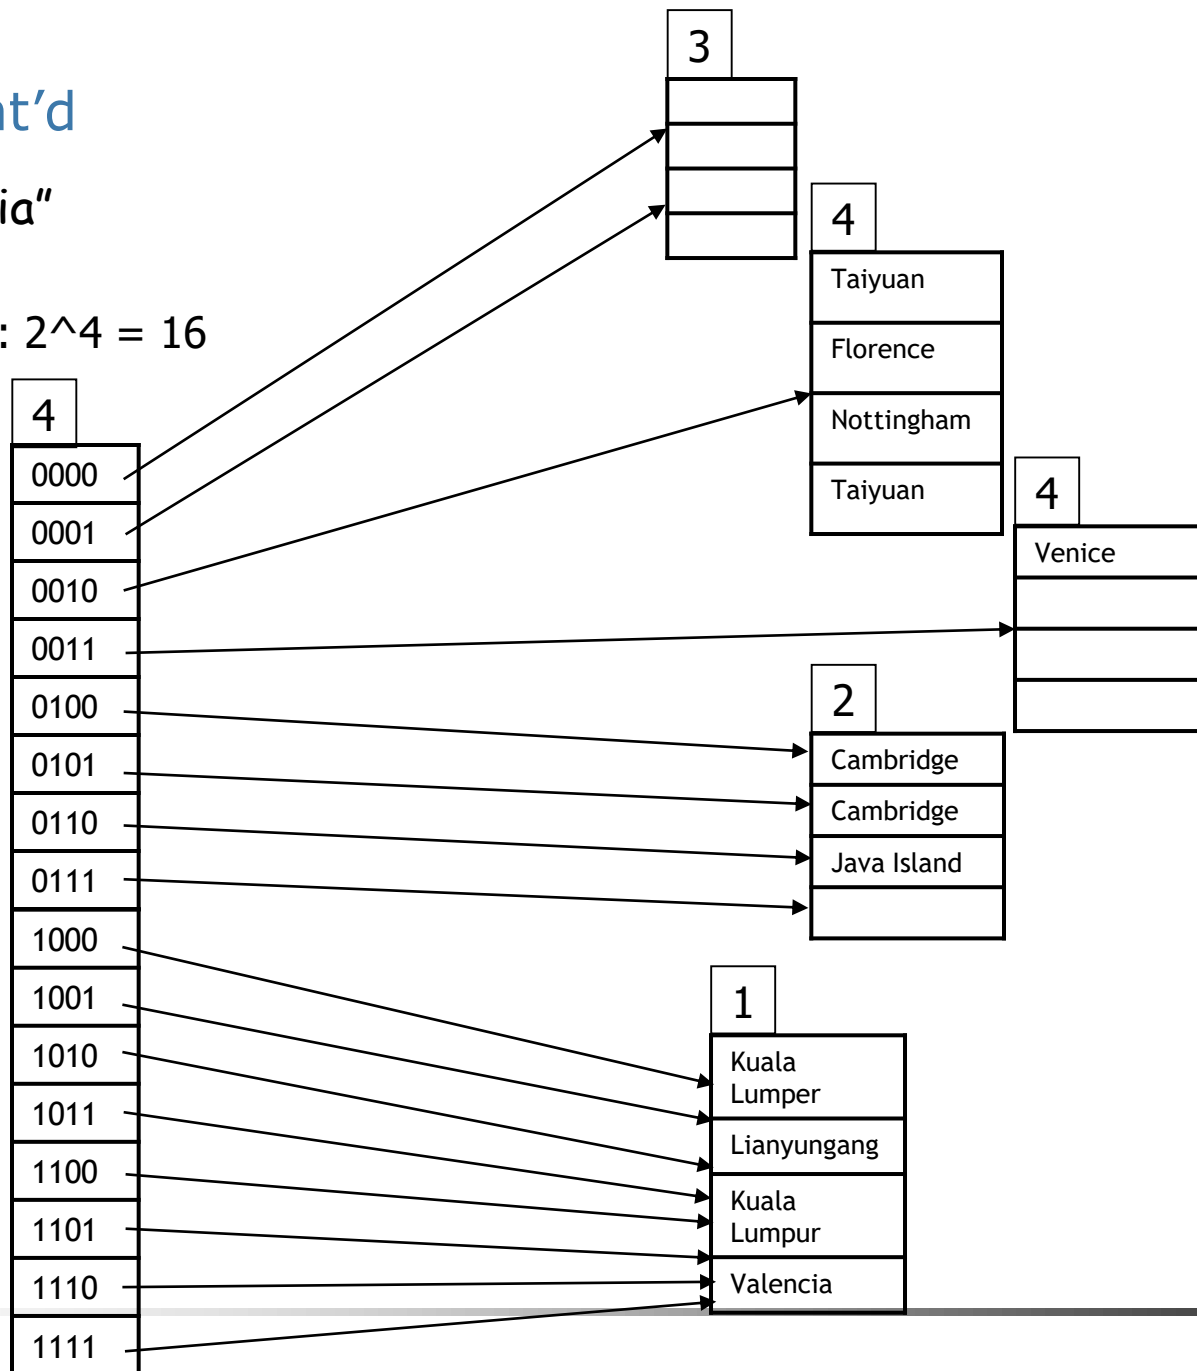 nt’d
ia”
: 2^4 = 16
4
0000
0001
0010
0011
0100
0101
0110
0111
1000
1001
1010
1011
1100
1101
1110
1111
3
4
Taiyuan
Florence
Nottingham
Taiyuan
4
Venice
2
Cambridge
Cambridge
Java Island
1
Kuala
Lumper
Lianyungang
Kuala
Lumpur
Valencia